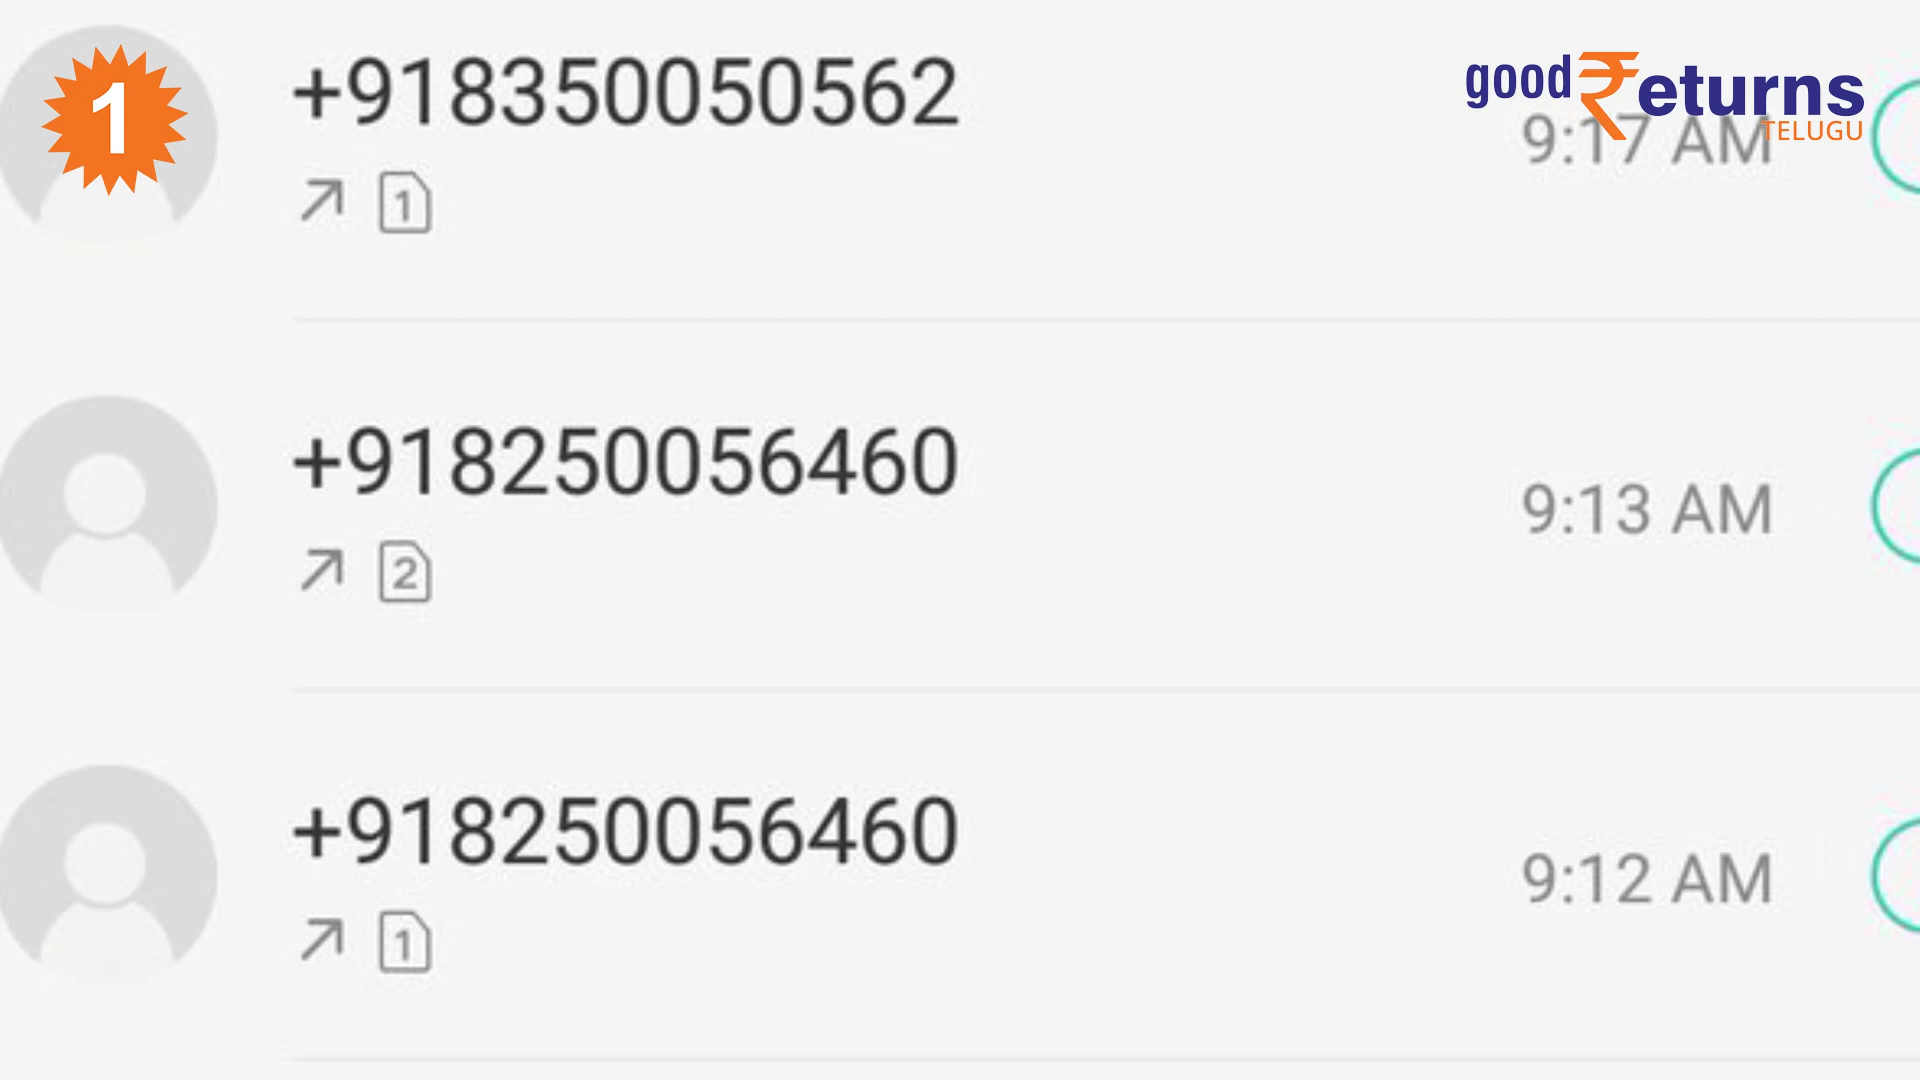 1
+918350050562
good₹eturns
TELUGU
9:17 AM
1
+918250056460
9:13 AM
2
+918250056460
9:12 AM
1